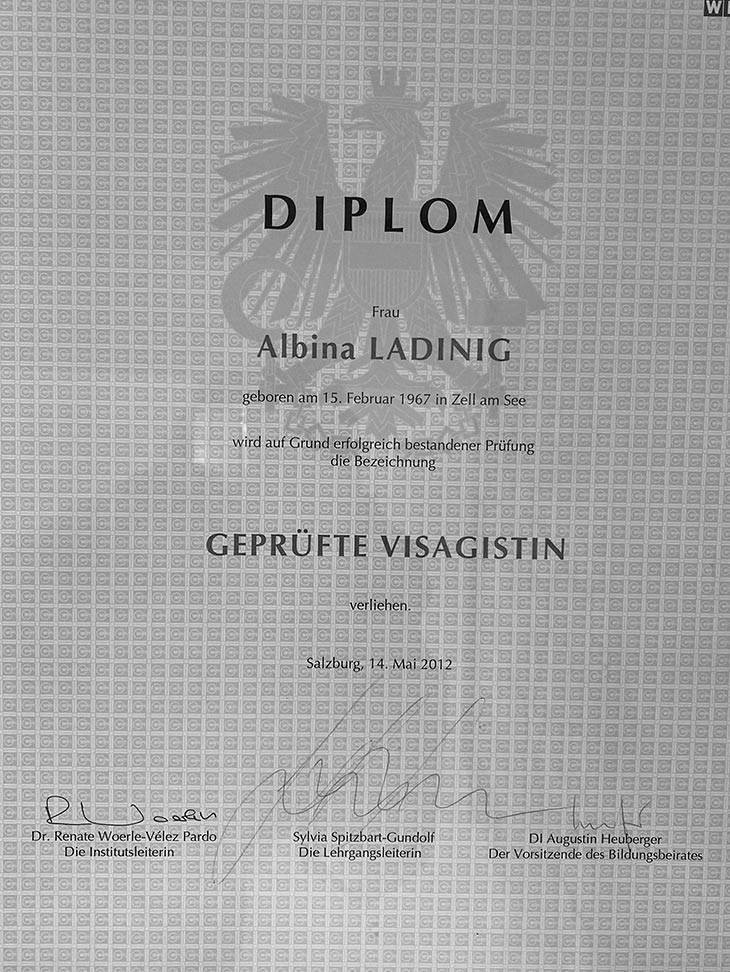 DIPLOM
Frau
Albina LADINIG
geboren am 15. Februar 1967 in Zell am See
wird auf Grund erfolgreich bestandener Prüfung
die Bezeichnung
GEPRÜFTE VISAGISTIN
verliehen.
Salzburg, 14. Mai 2012
Dr. Renate Woerle-Vélez Pardo
Die Institutsleiterin
Sylvia Spitzbart-Gundolf
Die Lehrgangsleiterin
DI Augustin Heuberger
Der Vorsitzende des Bildungsbeirates